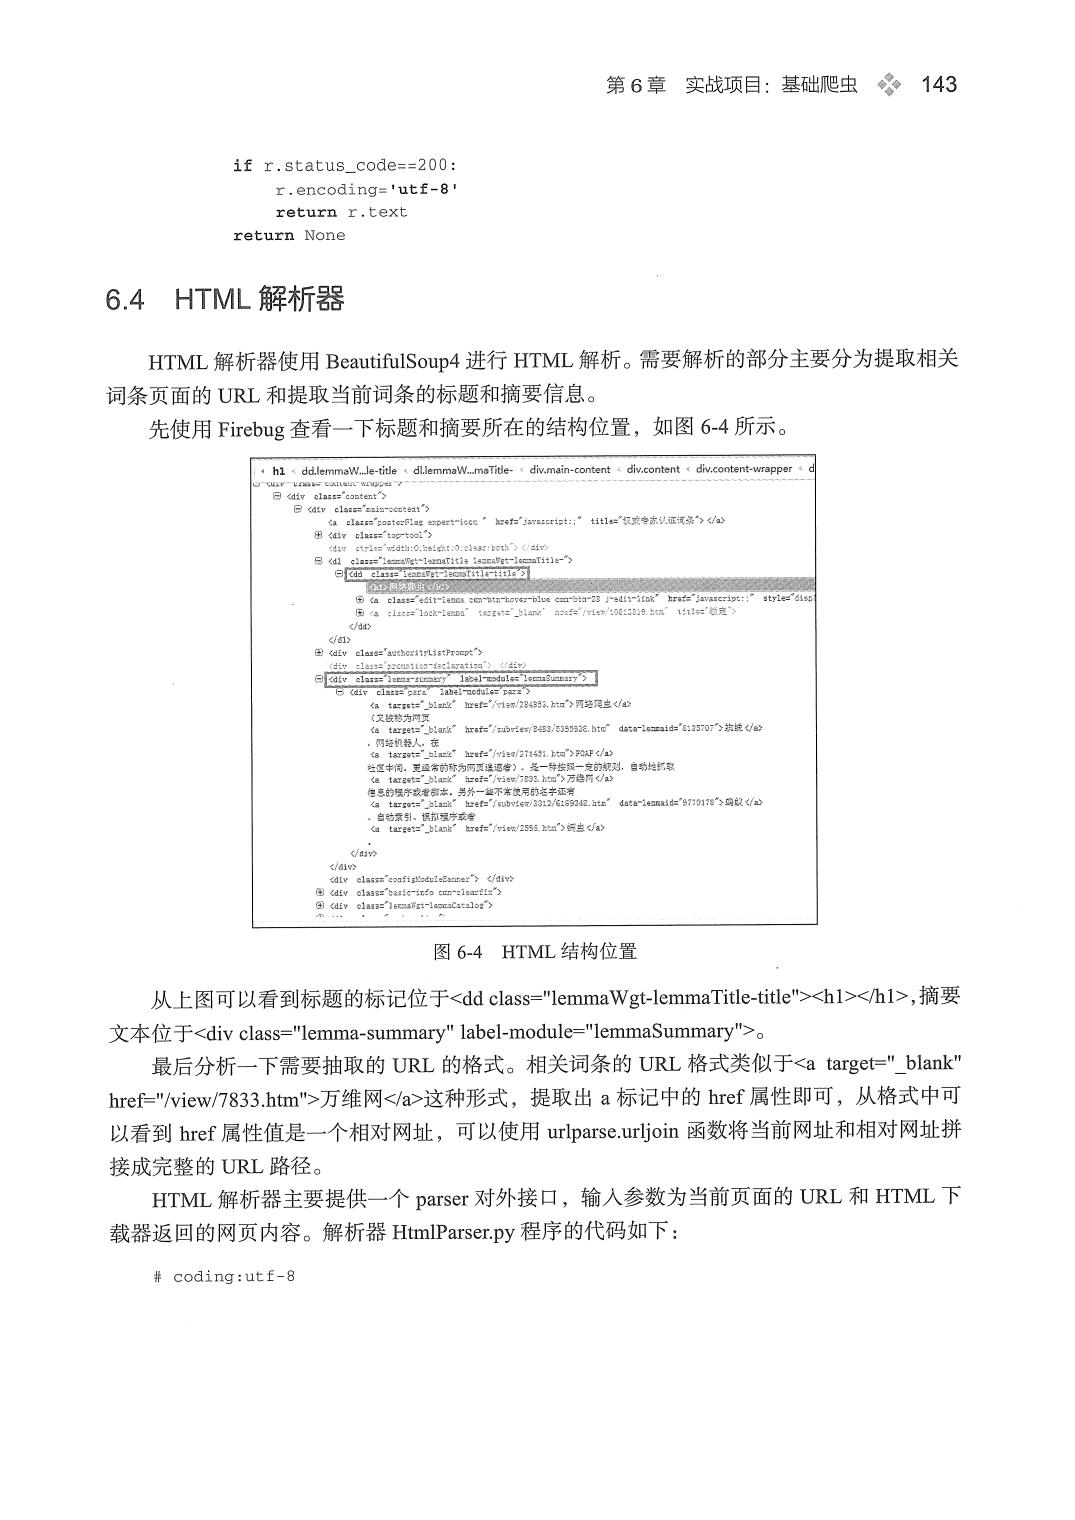 第 6 章 实战项目：基础爬虫 143
if r.status_code==200:
r.encoding='utf-8'
return r.text
return None
6.4 HTML 解析器
HTML 解析器使用 BeautifulSoup4 进行 HTML 解析。需要解析的部分主要分为提取相关
词条页面的 URL 和提取当前词条的标题和摘要信息。
先使用 Firebug 查看一下标题和摘要所在的结构位置，如图 6-4 所示。
h1 < dd.lemmaW...le-title < dl.lemmaW...maTitle- < div.main-content < div.content < div.content-wrapper < d
<div class="content">
<div class="main-content">
<a class="posterFlag expert-icon " href="javascript:;" title="权威专家认证词条"> </a>
<div class="top-tool">
<div style="width:0;height:0;clear:both"> </div>
<dl class="lemmaWgt-lemmaTitle lemmaWgt-lemmaTitle-">
<dd class="lemmaWgt-lemmaTitle-title">
<h1>网络爬虫</h1>
<a class="edit-lemma cmn-btn-hover-blue cmn-btn-28 j-edit-link" href="javascript:;" style="disp
<a class="lock-lemma" target="_blank" href="/view/10812319.htm" title="锁定">
</dd>
</dl>
<div class="authorityListPrompt">
<div class="promotion-declaration"> </div>
<div class="lemma-summary" label-module="lemmaSummary">
<div class="para" label-module="para">
<a target="_blank" href="/view/284853.htm">网络爬虫</a>
（又被称为网页
<a target="_blank" href="/subview/8483/5395928.htm" data-lemmaid="8135707">蜘蛛</a>
，网络机器人，在
<a target="_blank" href="/view/271451.htm">FOAF</a>
社区中间，更经常的称为网页追逐者），是一种按照一定的规则，自动地抓取
<a target="_blank" href="/view/7833.htm">万维网</a>
信息的程序或者脚本。另外一些不常使用的名字还有
<a target="_blank" href="/subview/3312/6169348.htm" data-lemmaid="9770178">蚂蚁</a>
、自动索引、模拟程序或者
<a target="_blank" href="/view/2596.htm">蠕虫</a>
。
</div>
</div>
<div class="configModuleBanner"> </div>
<div class="basic-info cmn-clearfix">
<div class="lemmaWgt-lemmaCatalog">
图 6-4 HTML 结构位置
从上图可以看到标题的标记位于<dd class="lemmaWgt-lemmaTitle-title"><h1></h1>，摘要
文本位于<div class="lemma-summary" label-module="lemmaSummary">。
最后分析一下需要抽取的 URL 的格式。相关词条的 URL 格式类似于<a target="_blank"
href="/view/7833.htm">万维网</a>这种形式，提取出 a 标记中的 href 属性即可，从格式中可
以看到 href 属性值是一个相对网址，可以使用 urlparse.urljoin 函数将当前网址和相对网址拼
接成完整的 URL 路径。
HTML 解析器主要提供一个 parser 对外接口，输入参数为当前页面的 URL 和 HTML 下
载器返回的网页内容。解析器 HtmlParser.py 程序的代码如下：
# coding:utf-8